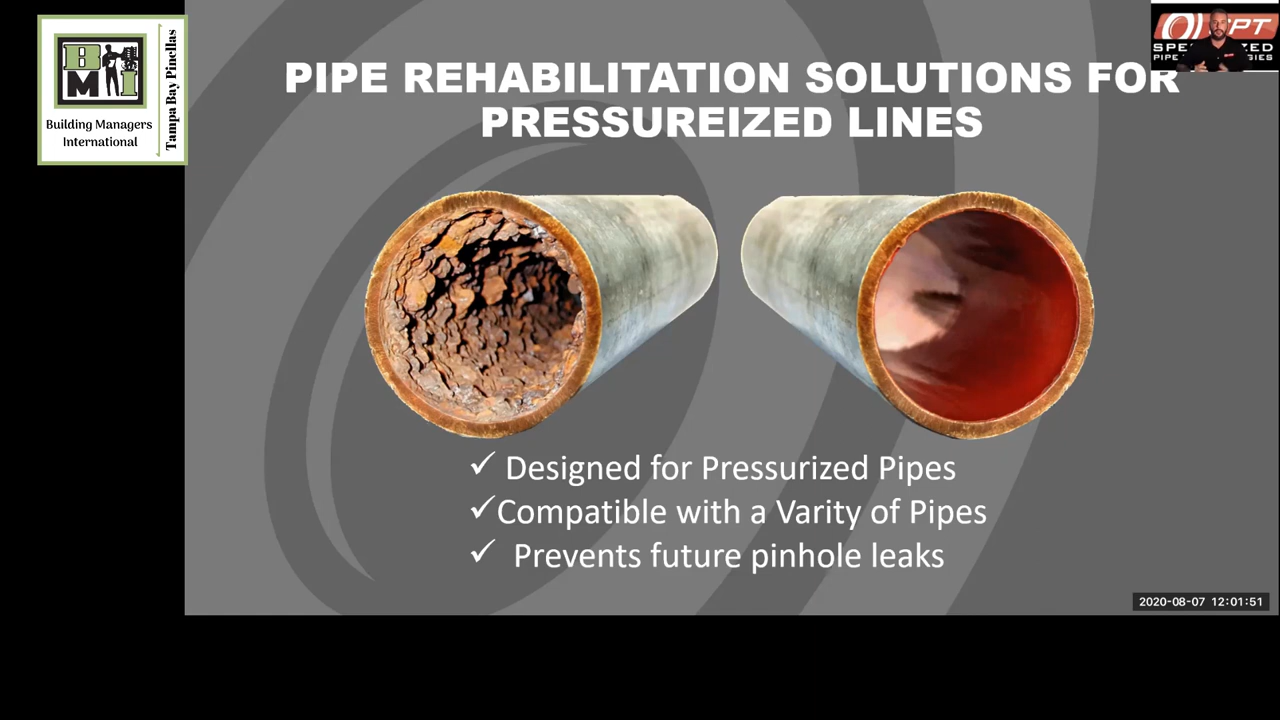 BMI
Building Managers
International
Tampa Bay Pinellas
PIPE REHABILITATION SOLUTIONS FOR
PRESSUREIZED LINES
✓ Designed for Pressurized Pipes
✓Compatible with a Varity of Pipes
✓ Prevents future pinhole leaks
2020-08-07 12:01:51